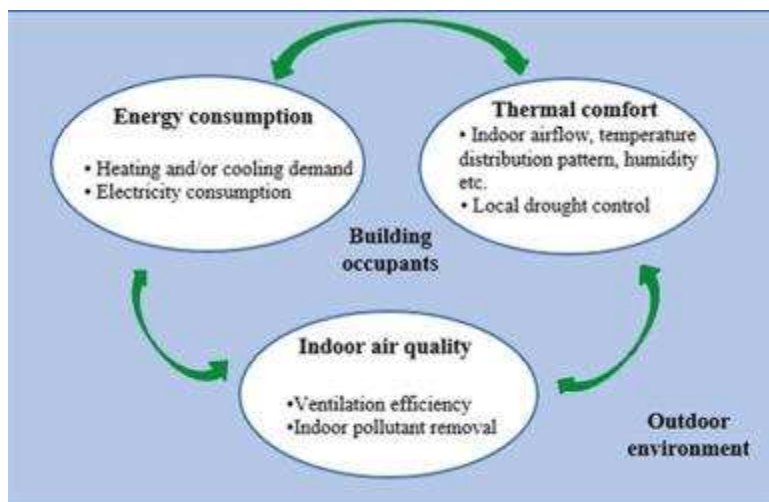 Energy consumption
• Heating and/or cooling demand
• Electricity consumption
Thermal comfort
• Indoor airflow, temperature
distribution pattern, humidity
etc.
• Local drought control
Building
occupants
Indoor air quality
•Ventilation efficiency
•Indoor pollutant removal
Outdoor
environment